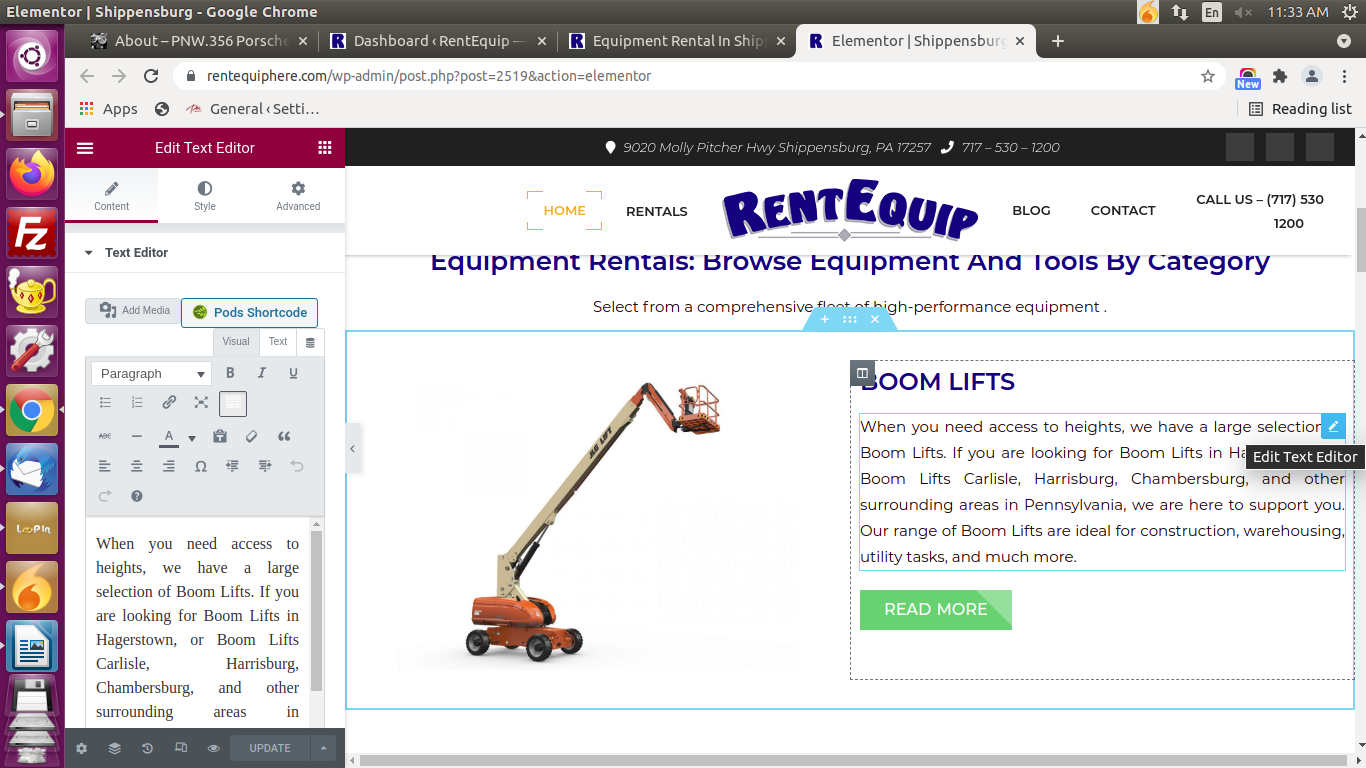 Elementor | Shippensburg - Google Chrome
En
11:33 AM
About – PNW.356 Porsche
Dashboard ‹ RentEquip —
Equipment Rental In Ship
Elementor | Shippensburg
rentequiphere.com/wp-admin/post.php?post=2519&action=elementor
New
Apps
General ‹ Setti…
Reading list
Edit Text Editor
9020 Molly Pitcher Hwy Shippensburg, PA 17257
717 – 530 – 1200
Content
Style
Advanced
HOME
RENTALS
RENTEQUIP
BLOG
CONTACT
CALL US – (717) 530
1200
Text Editor
Equipment Rentals: Browse Equipment And Tools By Category
Select from a comprehensive fleet of high-performance equipment .
Add Media
Pods Shortcode
Visual
Text
Paragraph
B
I
U
ABC
A
Ω
When you need access to
heights, we have a large
selection of Boom Lifts. If you
are looking for Boom Lifts in
Hagerstown, or Boom Lifts
Carlisle, Harrisburg,
Chambersburg, and other
surrounding areas in
UPDATE
JLG LIFT
BOOM LIFTS
When you need access to heights, we have a large selection
Boom Lifts. If you are looking for Boom Lifts in Ha
Edit Text Editor
Boom Lifts Carlisle, Harrisburg, Chambersburg, and other
surrounding areas in Pennsylvania, we are here to support you.
Our range of Boom Lifts are ideal for construction, warehousing,
utility tasks, and much more.
READ MORE
Fz
LOOPIN